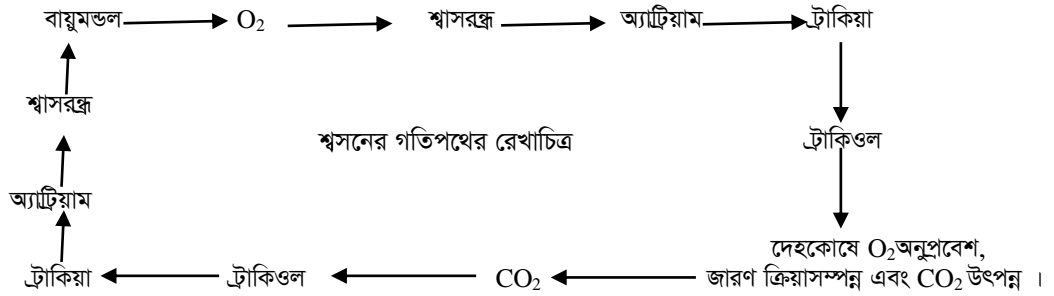 বায়ুমন্ডল O₂ শ্বাসরন্ধ্র অ্যাট্রিয়াম ট্রাকিয়া
শ্বাসরন্ধ্র
শ্বসনের গতিপথের রেখাচিত্র ট্রাকিওল
অ্যাট্রিয়াম
দেহকোষে O₂অনুপ্রবেশ,
ট্রাকিয়া ট্রাকিওল CO₂ জারণ ক্রিয়াসম্পন্ন এবং CO₂ উৎপন্ন ।